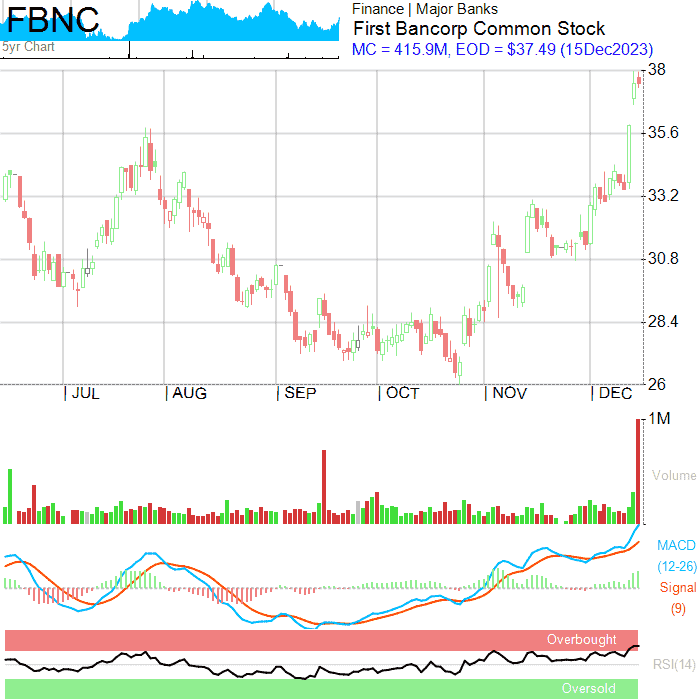 FBNC
5yr Chart
Finance | Major Banks
First Bancorp Common Stock
MC = 415.9M, EOD = $37.49 (15Dec2023)
38
35.6
33.2
30.8
28.4
26
JUL AUG SEP OCT NOV DEC
1M
Volume
MACD
(12-26)
Signal
(9)
Overbought
RSI(14)
Oversold